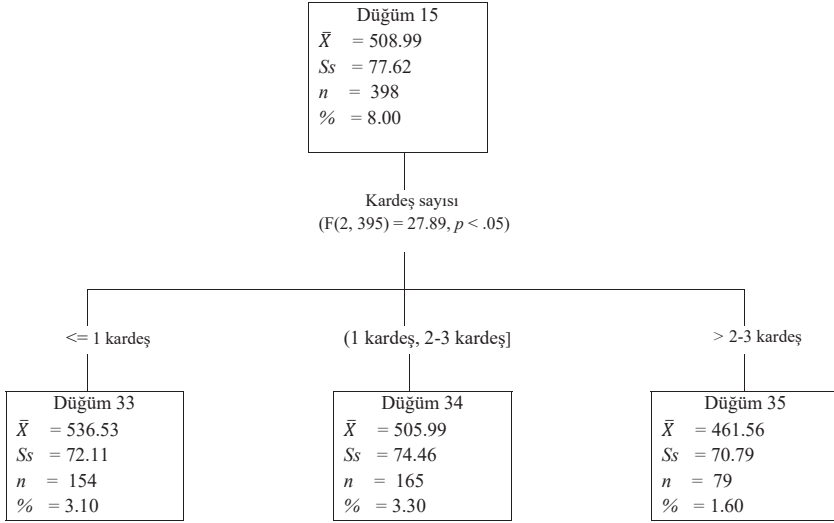 Düğüm 15
X̄ = 508.99
Ss = 77.62
n = 398
% = 8.00
Kardeş sayısı
(F(2, 395) = 27.89, p < .05)
<= 1 kardeş
(1 kardeş, 2-3 kardeş]
> 2-3 kardeş
Düğüm 33
X̄ = 536.53
Ss = 72.11
n = 154
% = 3.10
Düğüm 34
X̄ = 505.99
Ss = 74.46
n = 165
% = 3.30
Düğüm 35
X̄ = 461.56
Ss = 70.79
n = 79
% = 1.60